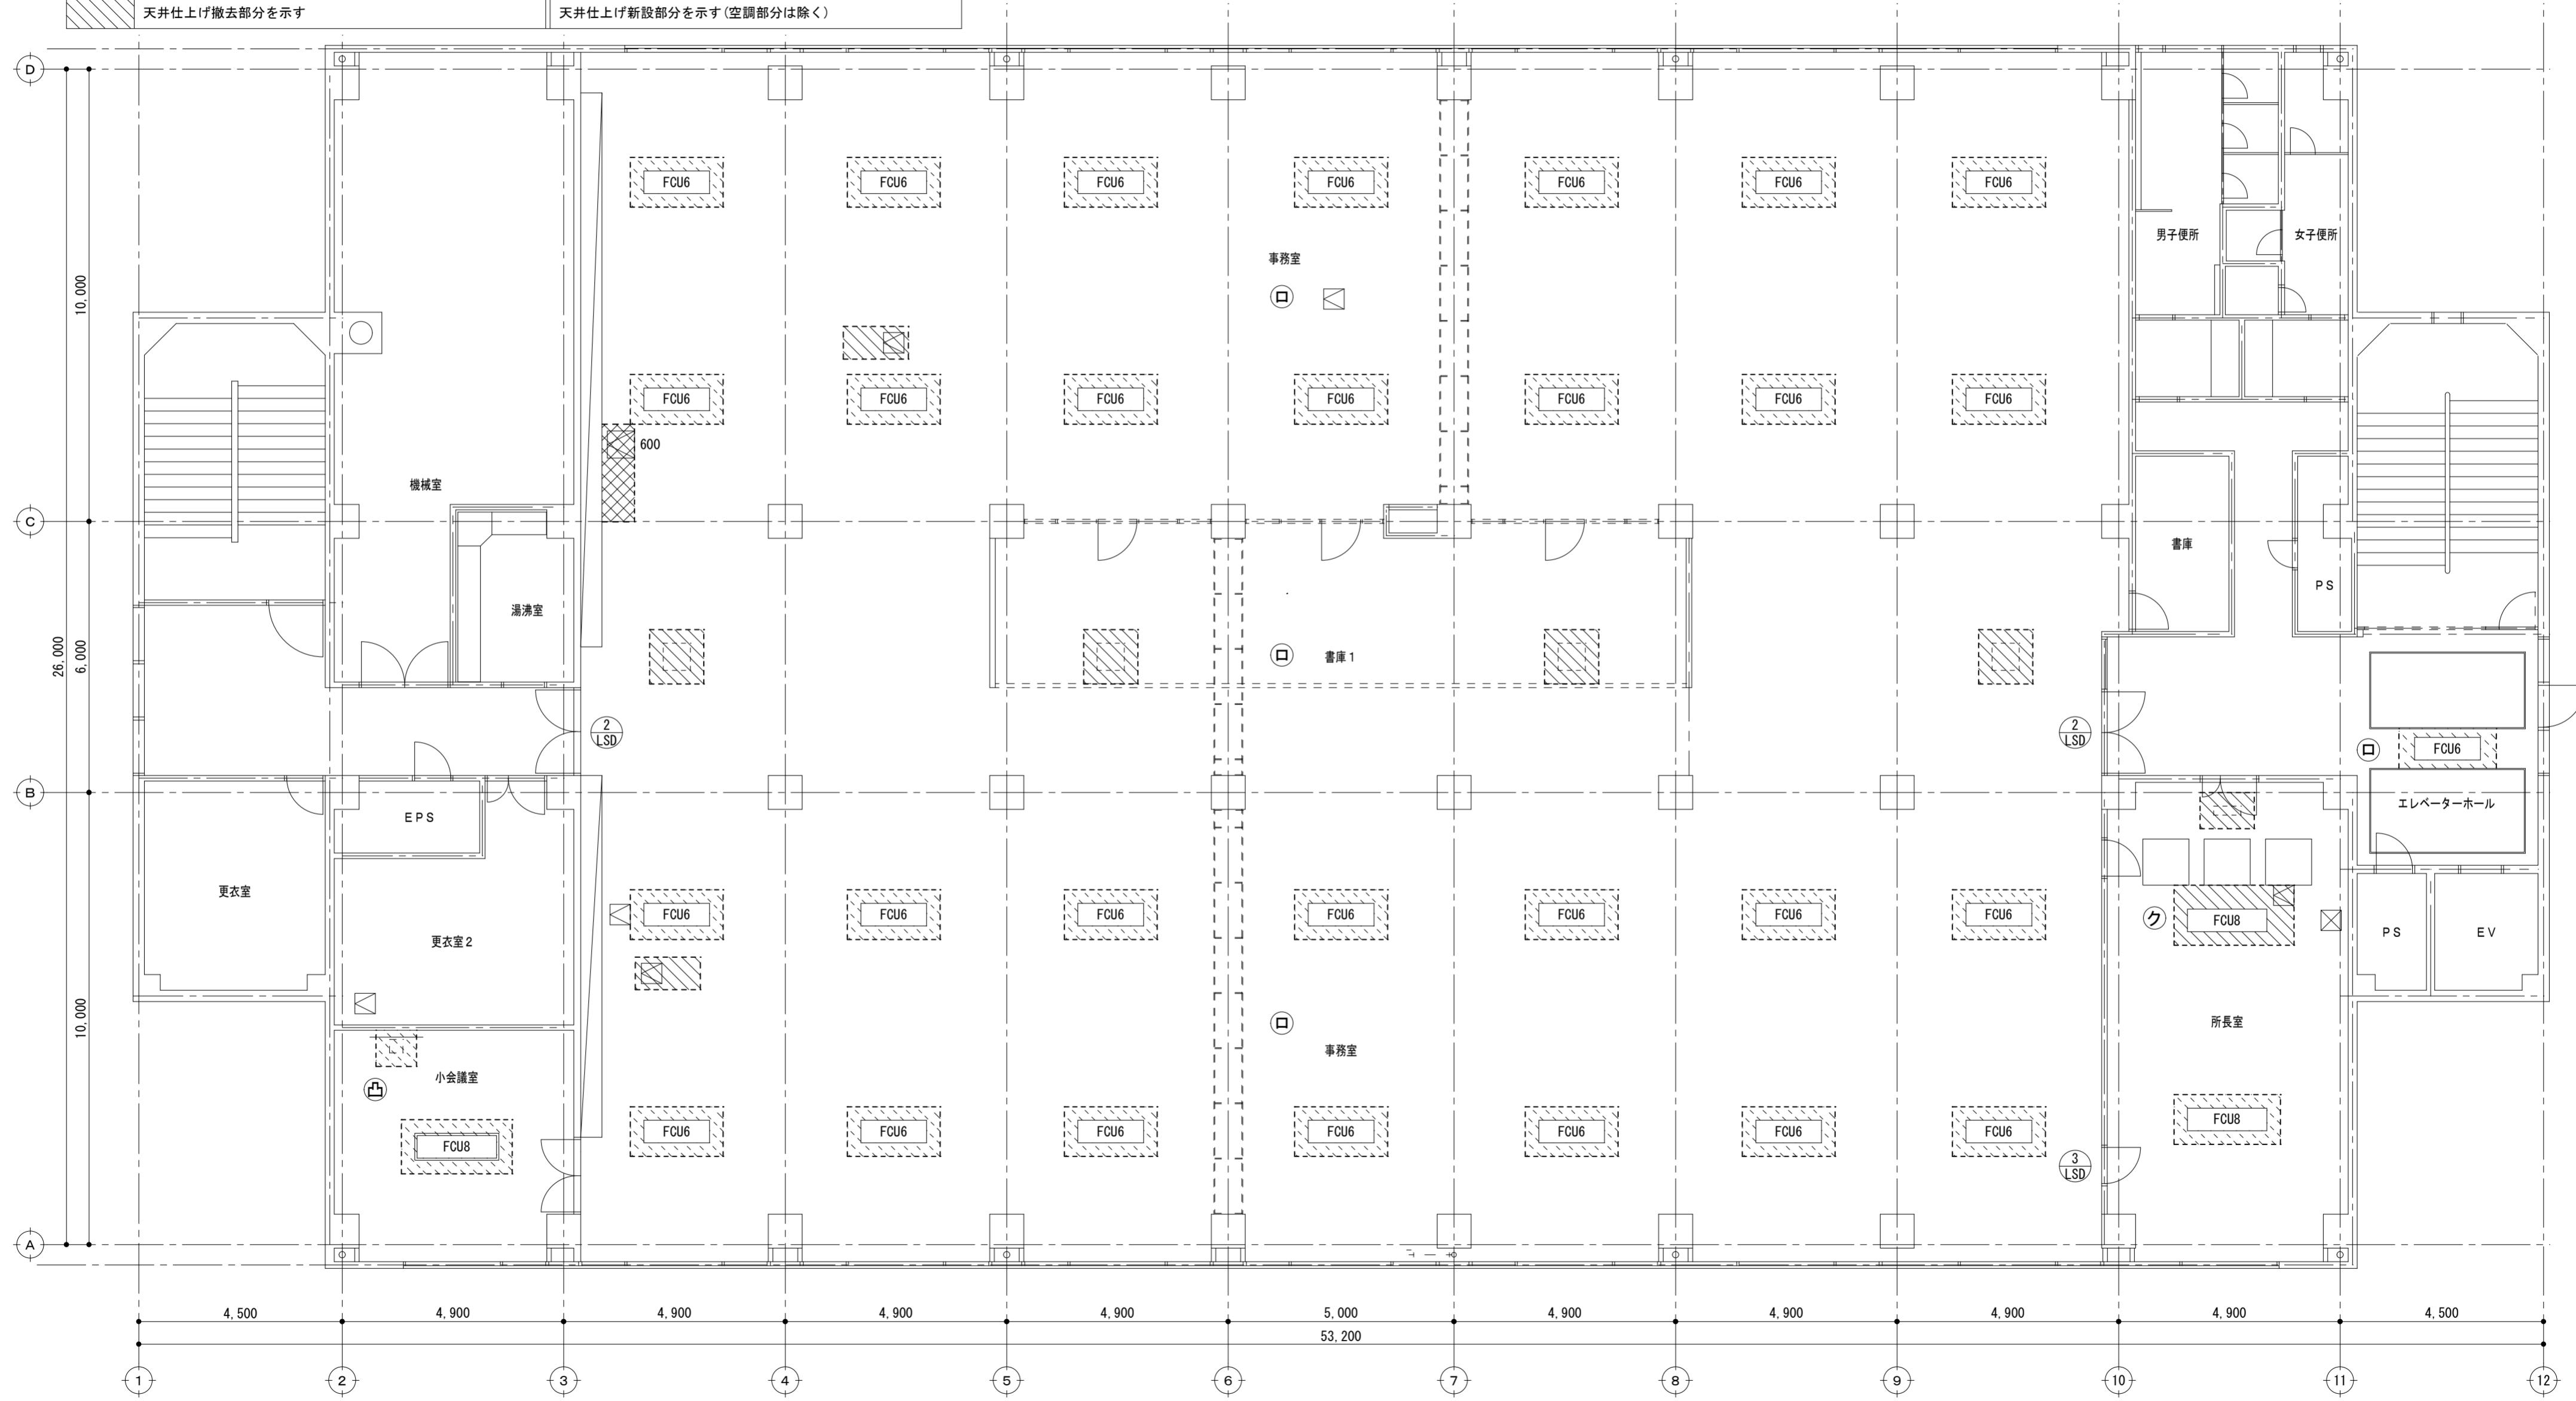 天井仕上げ撤去部分を示す
天井仕上げ新設部分を示す(空調部分は除く)
D
FCU6 FCU6 FCU6 FCU6 FCU6 FCU6 FCU6
男子便所 女子便所
事務室
ロ
10,000
FCU6 FCU6 FCU6 FCU6 FCU6 FCU6 FCU6
600
機械室
C
書庫
PS
湯沸室
26,000
6,000
ロ 書庫1
2
LSD
2
LSD
ロ FCU6
B
エレベーターホール
EPS
更衣室
FCU6 FCU6 FCU6 FCU6 FCU6 FCU6 FCU6
ク FCU8
PS EV
更衣室2
10,000
ロ
所長室
事務室
小会議室
凸
FCU8
FCU6 FCU6 FCU6 FCU6 FCU6 FCU6 FCU6
FCU8
3
LSD
A
4,500 4,900 4,900 4,900 4,900 5,000 4,900 4,900 4,900 4,900 4,500
53,200
1 2 3 4 5 6 7 8 9 10 11 12